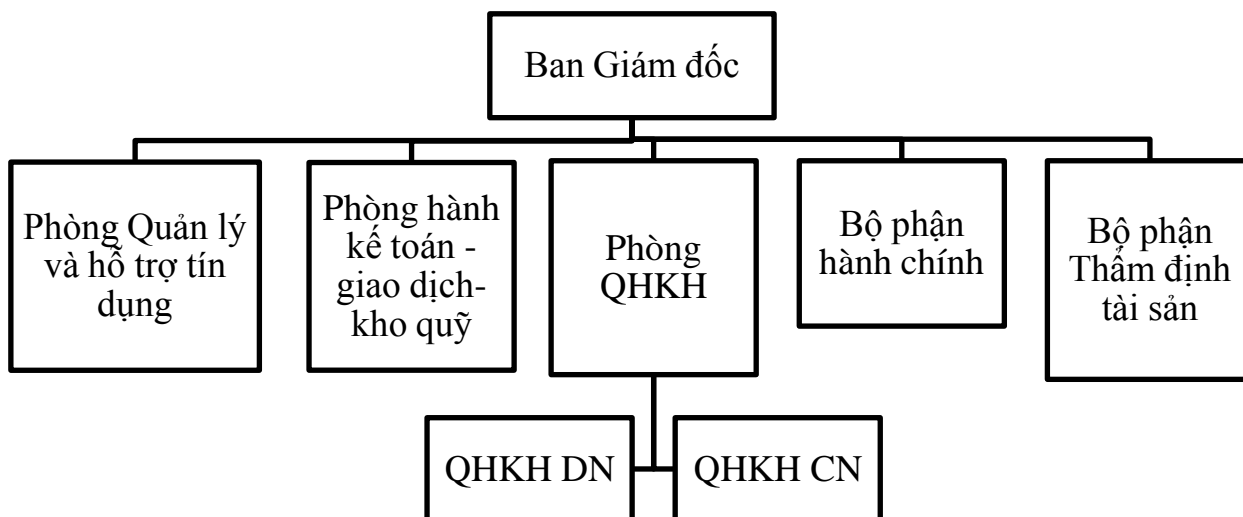 Ban Giám đốc
Phòng Quản lý
và hỗ trợ tín
dụng
Phòng hành
kế toán -
giao dịch-
kho quỹ
Phòng
QHKH
Bộ phận
hành chính
Bộ phận
Thẩm định
tài sản
QHKH DN
QHKH CN